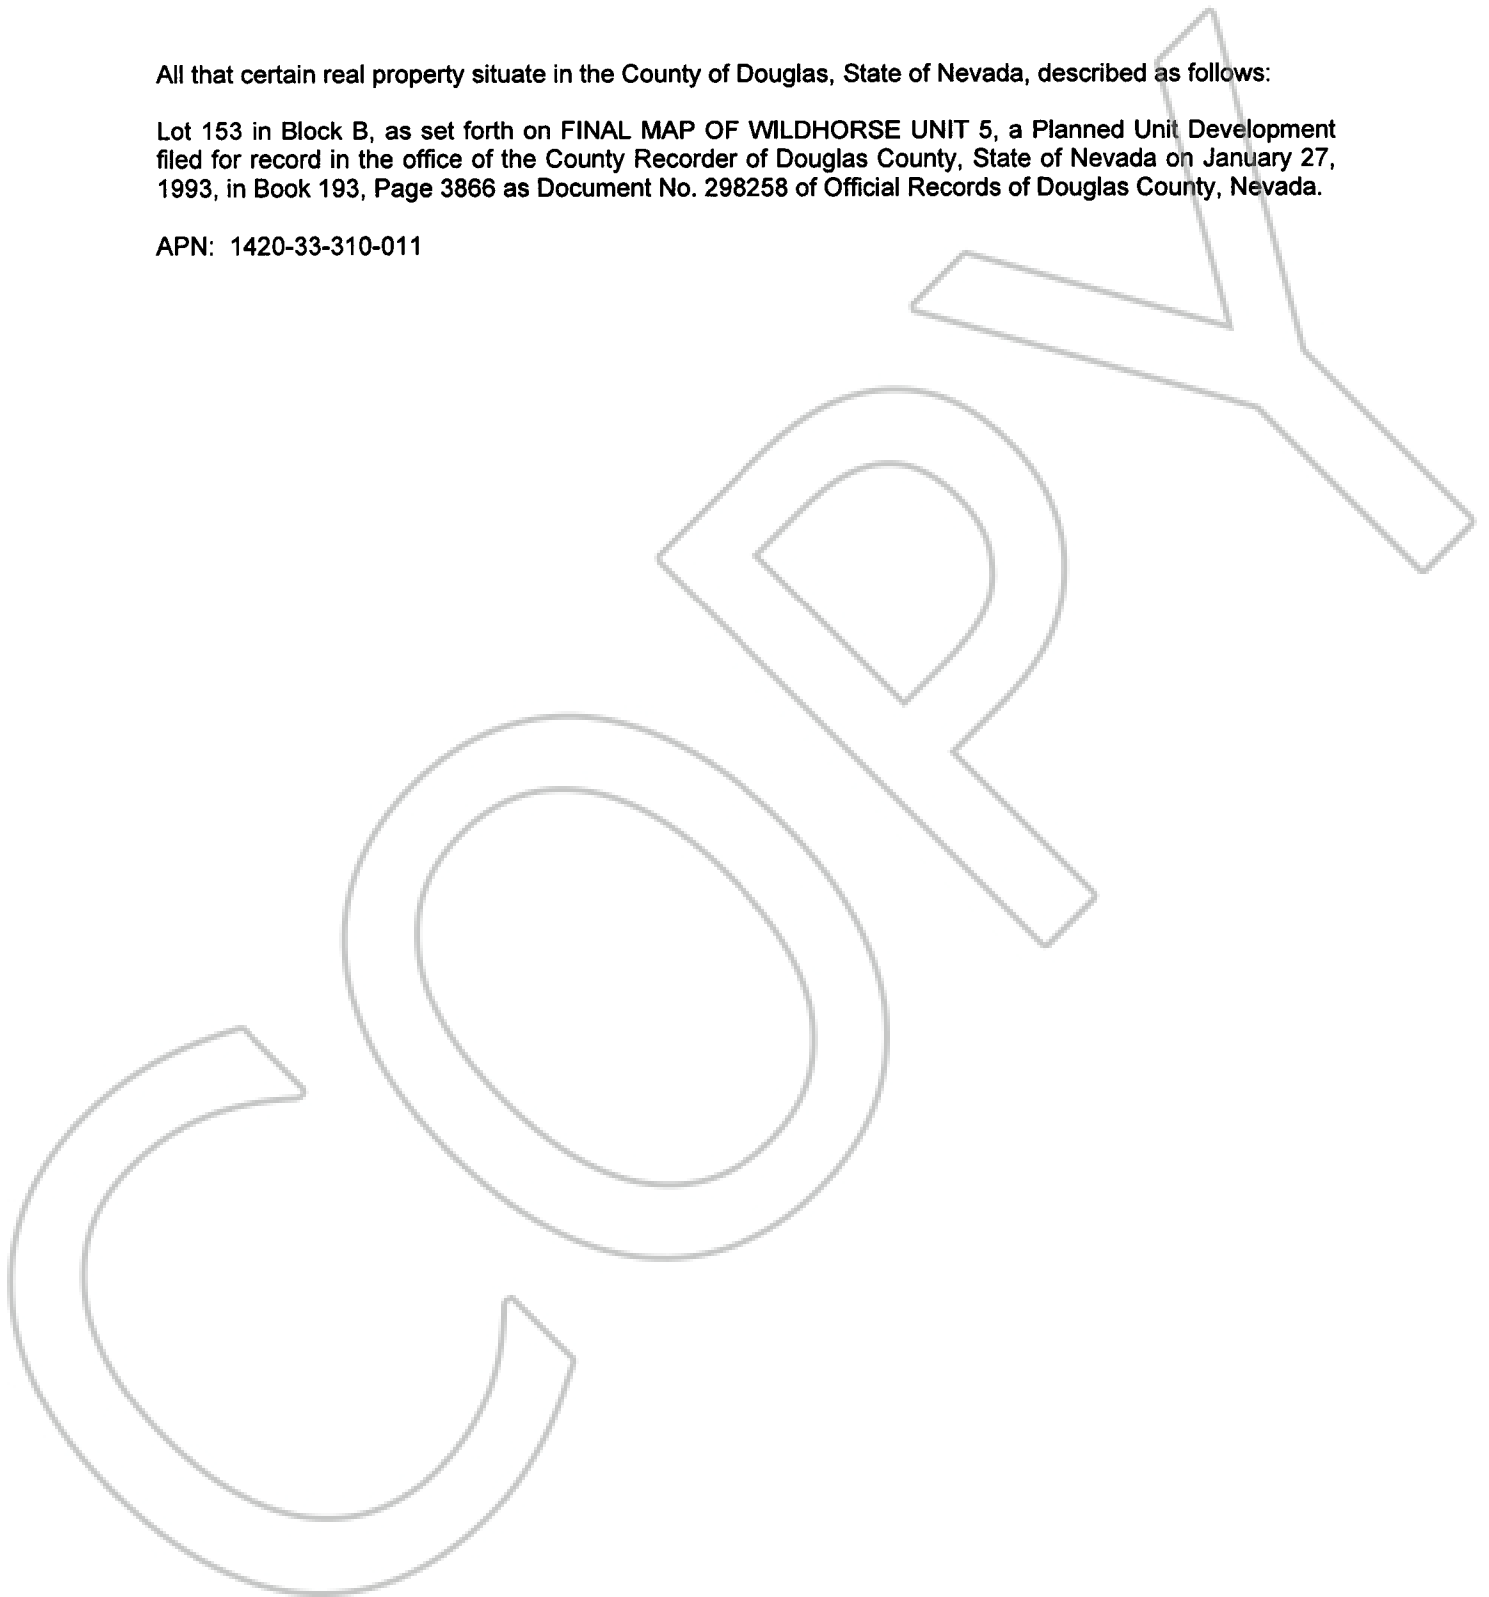 All that certain real property situate in the County of Douglas, State of Nevada, described as follows:
Lot 153 in Block B, as set forth on FINAL MAP OF WILDHORSE UNIT 5, a Planned Unit Development
filed for record in the office of the County Recorder of Douglas County, State of Nevada on January 27,
1993, in Book 193, Page 3866 as Document No. 298258 of Official Records of Douglas County, Nevada.
APN: 1420-33-310-011
COPY